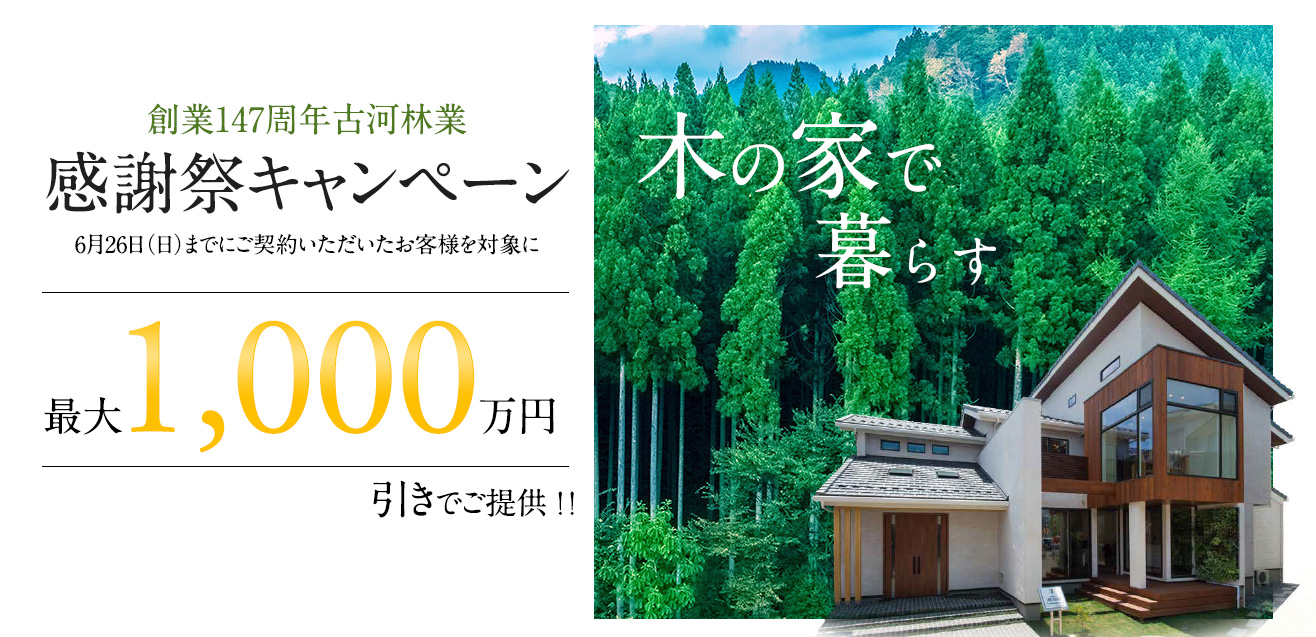 創業147周年古河林業
感謝祭キャンペーン
6月26日(日)までにご契約いただいたお客様を対象に
最大1,000万円
引きでご提供!!
木の家で
暮らす